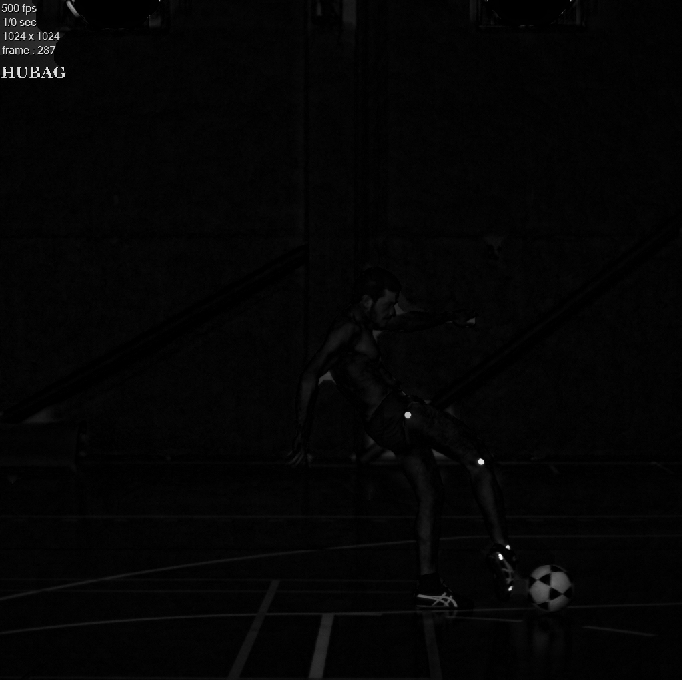 500 fps
1/0 sec
1024 x 1024
frame : 287
HUBAG